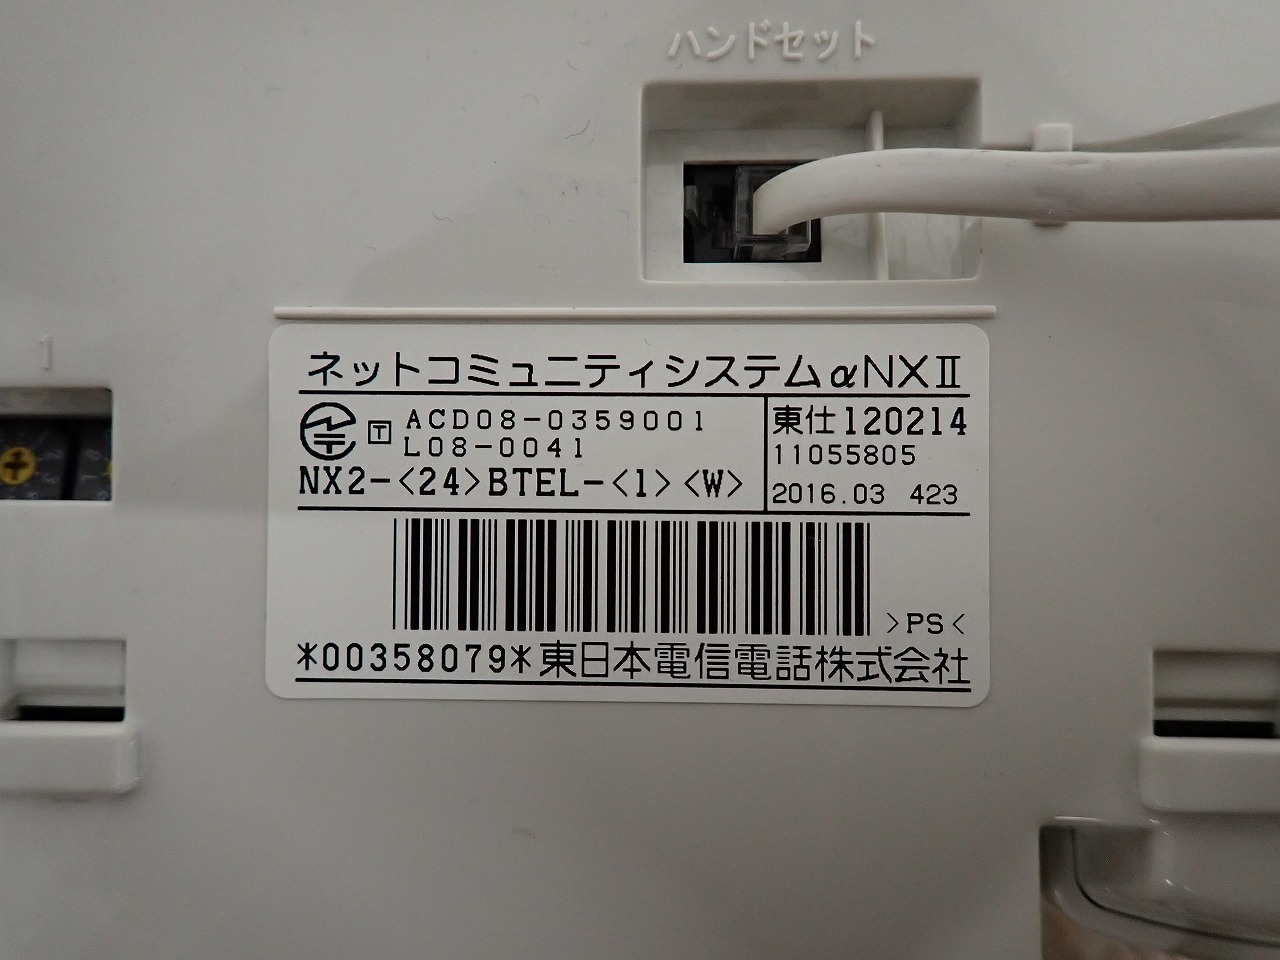 ハンドセット
1
ネットコミュニティシステムαNXⅡ
T ACD08-0359001
L08-0041
NX2-<24>BTEL-<1><W>
東仕120214
11055805
2016.03 423
>PS<
*00358079*東日本電信電話株式会社